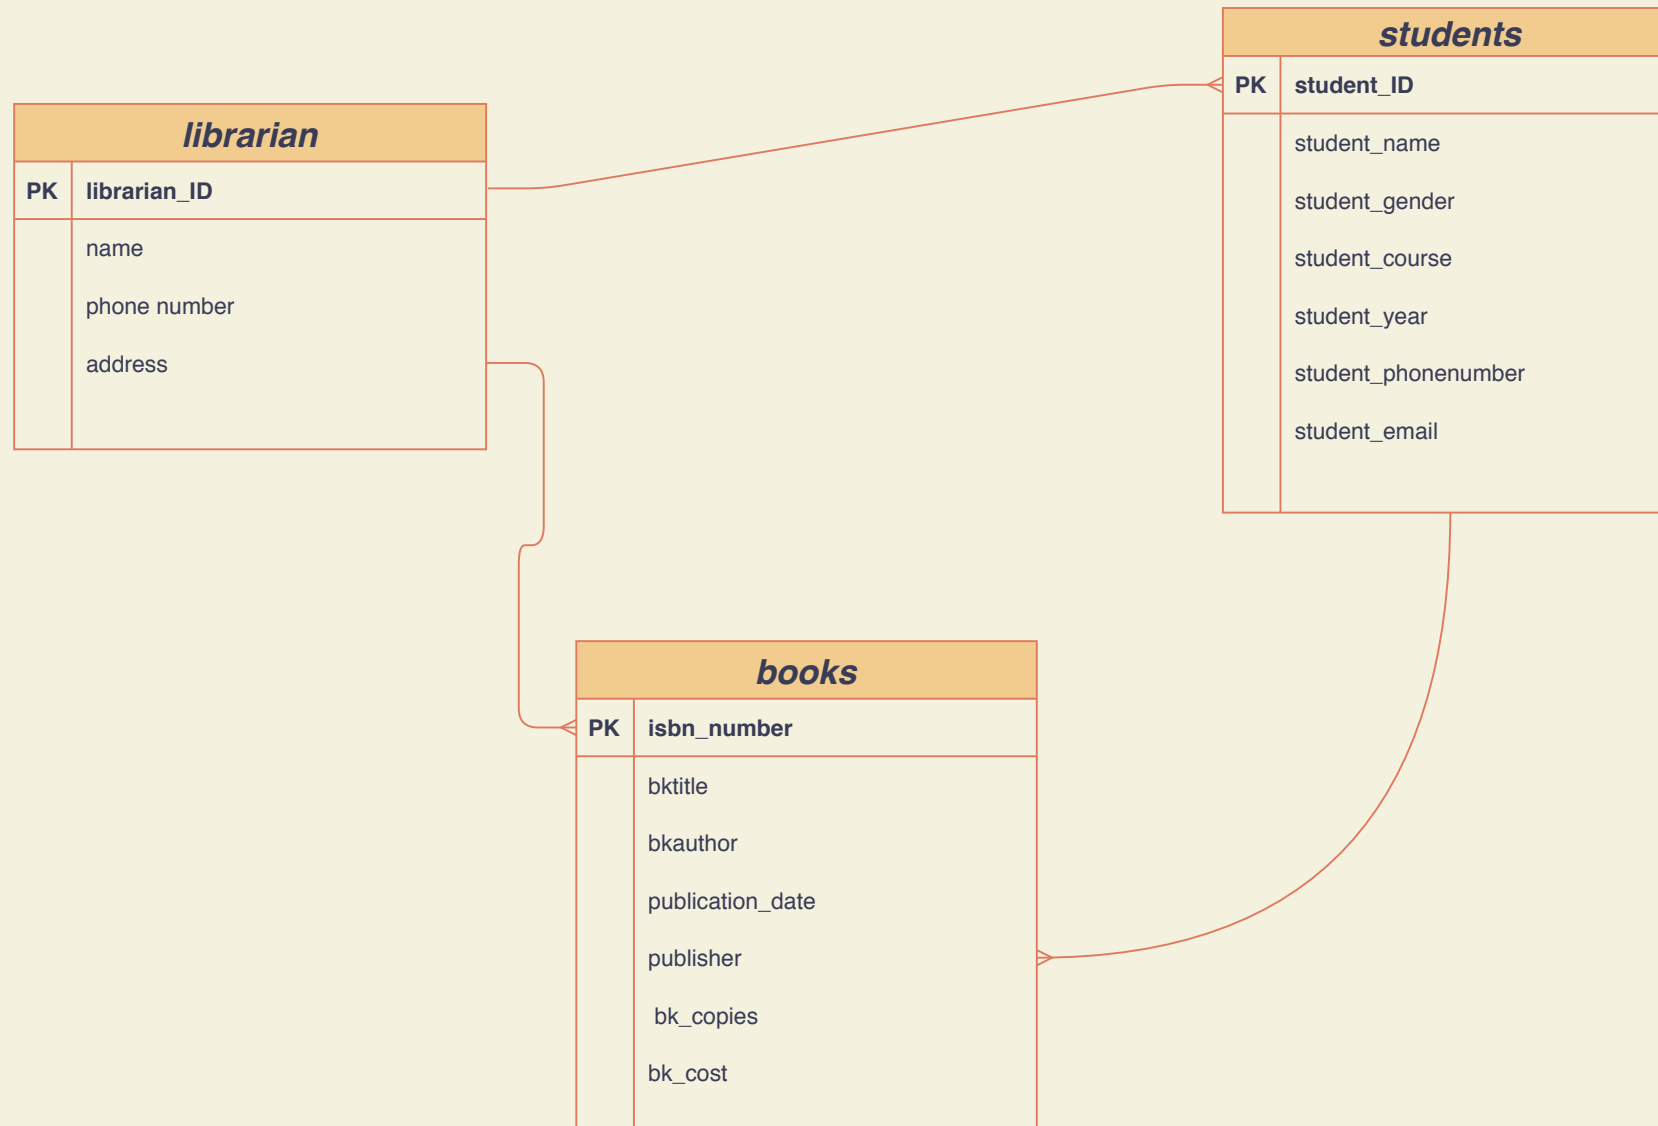 students
PK student_ID
student_name
student_gender
student_course
student_year
student_phonenumber
student_email
librarian
PK librarian_ID
name
phone number
address
books
PK isbn_number
bktitle
bkauthor
publication_date
publisher
bk_copies
bk_cost